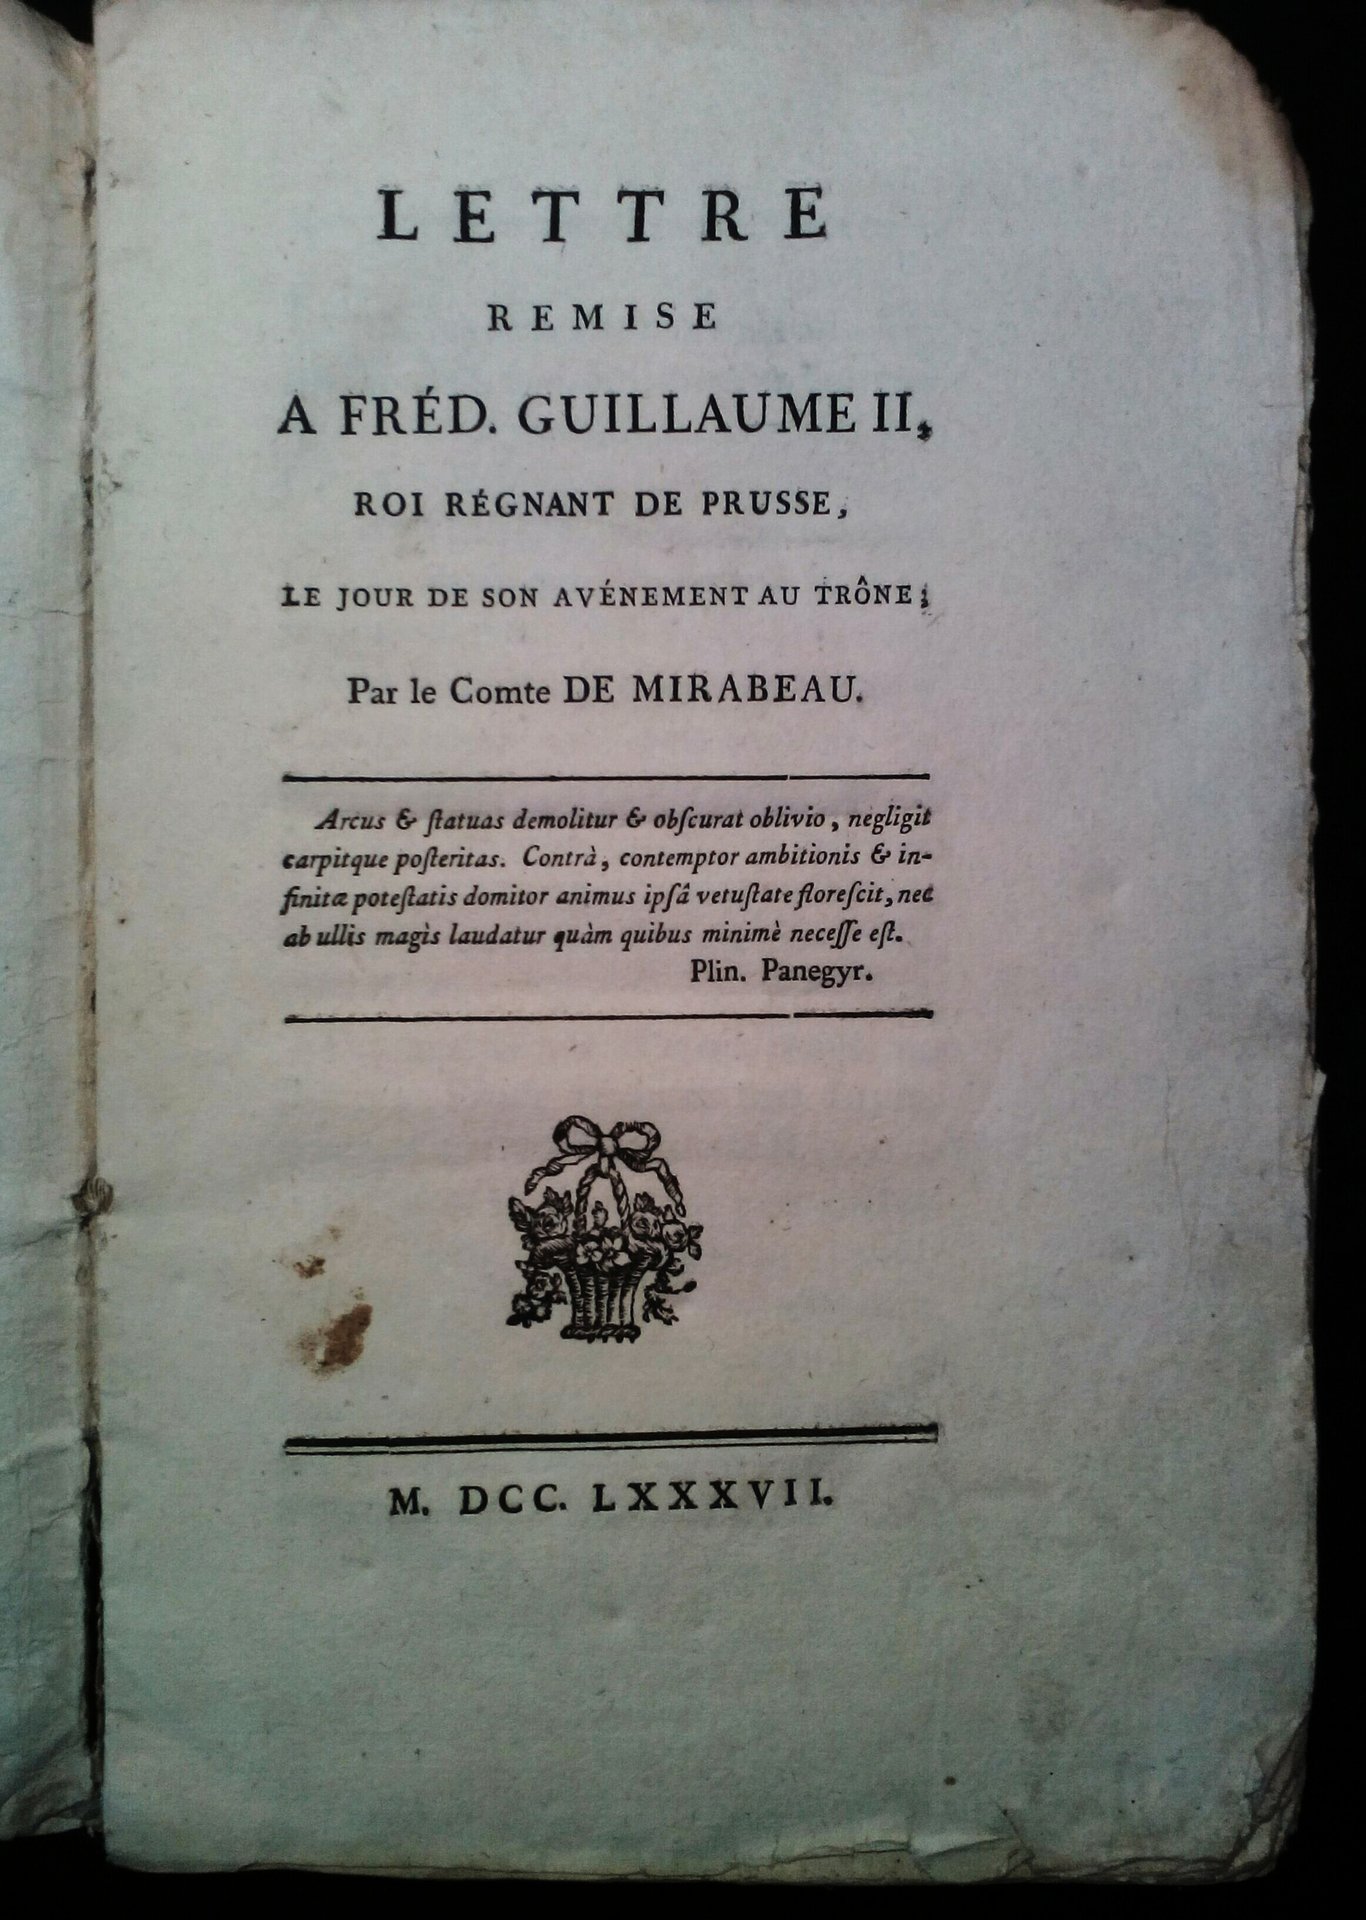 LETTRE
REMISE
A FRÉD. GUILLAUME II,
ROI RÉGNANT DE PRUSSE,
LE JOUR DE SON AVÉNEMENT AU TRÔNE;
Par le Comte DE MIRABEAU.
Arcus & ſtatuas demolitur & obſcurat oblivio, negligit
carpitque poſteritas. Contrà, contemptor ambitionis & in-
finitæ poteſtatis domitor animus ipſâ vetuſtate floreſcit, nec
ab ullis magìs laudatur quàm quibus minimè neceſſe eſt.
Plin. Panegyr.
M. DCC. LXXXVII.